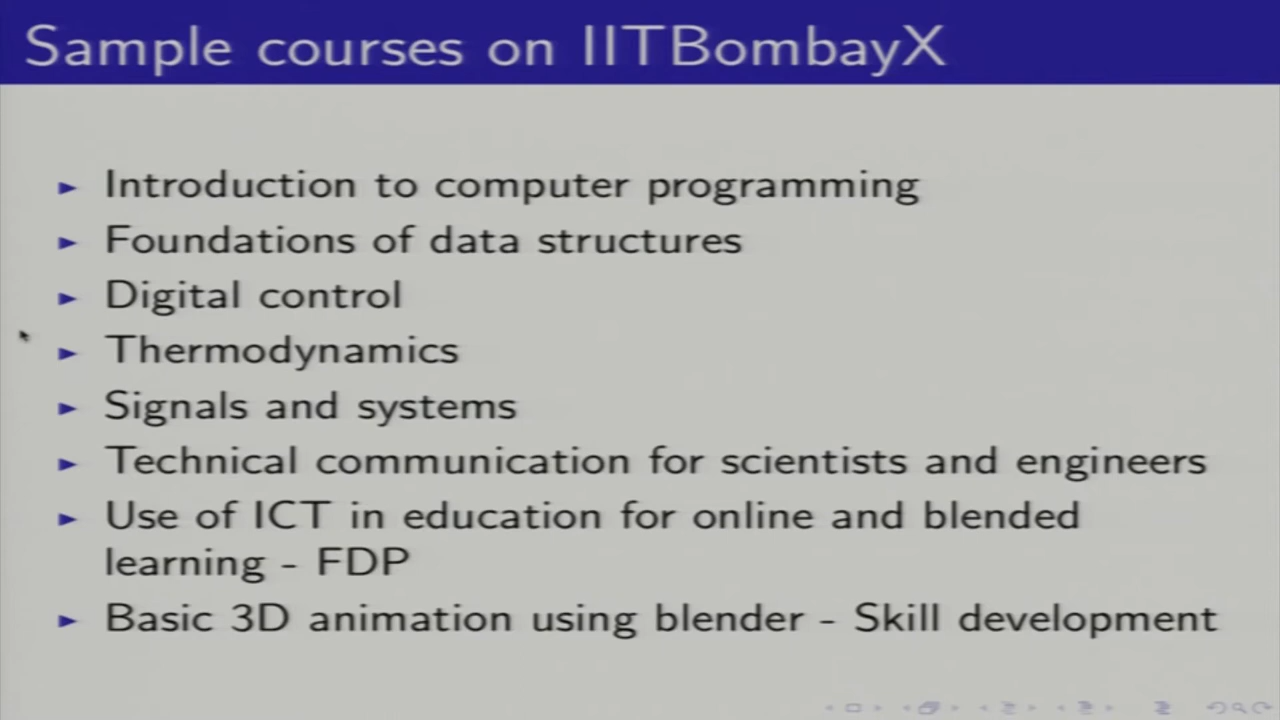 Sample courses on IITBombayX
Introduction to computer programming
Foundations of data structures
Digital control
Thermodynamics
Signals and systems
Technical communication for scientists and engineers
Use of ICT in education for online and blended
learning - FDP
Basic 3D animation using blender - Skill development